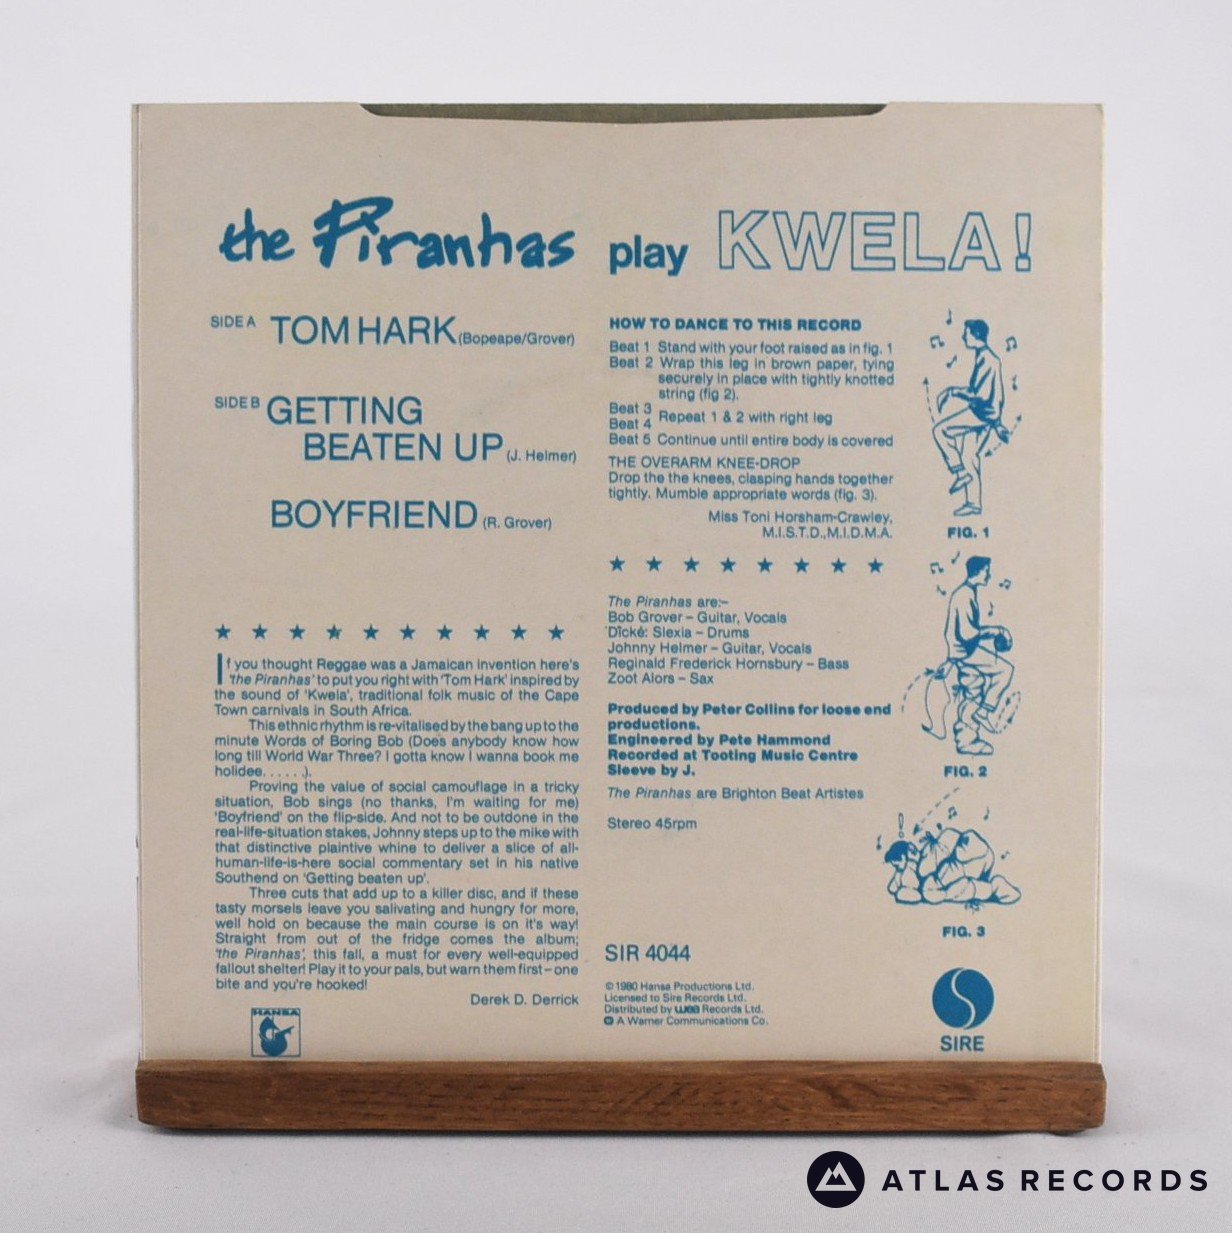 the Piranhas play KWELA!
SIDE A TOM HARK (Bopeape/Grover)
SIDE B GETTING
BEATEN UP (J. Helmer)
BOYFRIEND (R. Grover)
★ ★ ★ ★ ★ ★ ★ ★ ★ ★
If you thought Reggae was a Jamaican invention here's
'the Piranhas' to put you right with 'Tom Hark' inspired by
the sound of 'Kwela', traditional folk music of the Cape
Town carnivals in South Africa.
This ethnic rhythm is re-vitalised by the bang up to the
minute Words of Boring Bob (Does anybody know how
long till World War Three? I gotta know I wanna book me
holidee. . . . . .).
Proving the value of social camouflage in a tricky
situation, Bob sings (no thanks, I'm waiting for me)
'Boyfriend' on the flip-side. And not to be outdone in the
real-life-situation stakes, Johnny steps up to the mike with
that distinctive plaintive whine to deliver a slice of all-
human-life-is-here social commentary set in his native
Southend on 'Getting beaten up'.
Three cuts that add up to a killer disc, and if these
tasty morsels leave you salivating and hungry for more,
well hold on because the main course is on it's way!
Straight from out of the fridge comes the album;
'the Piranhas', this fall, a must for every well-equipped
fallout shelter! Play it to your pals, but warn them first – one
bite and you're hooked!
Derek D. Derrick
HANSA
HOW TO DANCE TO THIS RECORD
Beat 1 Stand with your foot raised as in fig. 1
Beat 2 Wrap this leg in brown paper, tying
securely in place with tightly knotted
string (fig 2).
Beat 3
Beat 4 Repeat 1 & 2 with right leg
Beat 5 Continue until entire body is covered
THE OVERARM KNEE-DROP
Drop the the knees, clasping hands together
tightly. Mumble appropriate words (fig. 3).
Miss Toni Horsham-Crawley,
M.I.S.T.D.,M.I.D.M.A.
★ ★ ★ ★ ★ ★ ★ ★
The Piranhas are:–
Bob Grover – Guitar, Vocals
Dické: Slexia – Drums
Johnny Helmer – Guitar, Vocals
Reginald Frederick Hornsbury – Bass
Zoot Alors – Sax
Produced by Peter Collins for loose end
productions.
Engineered by Pete Hammond
Recorded at Tooting Music Centre
Sleeve by J.
The Piranhas are Brighton Beat Artistes
Stereo 45rpm
SIR 4044
© 1980 Hansa Productions Ltd.
Licensed to Sire Records Ltd.
Distributed by wea Records Ltd.
A Warner Communications Co.
FIG. 1
FIG. 2
!
FIG. 3
SIRE
ATLAS RECORDS